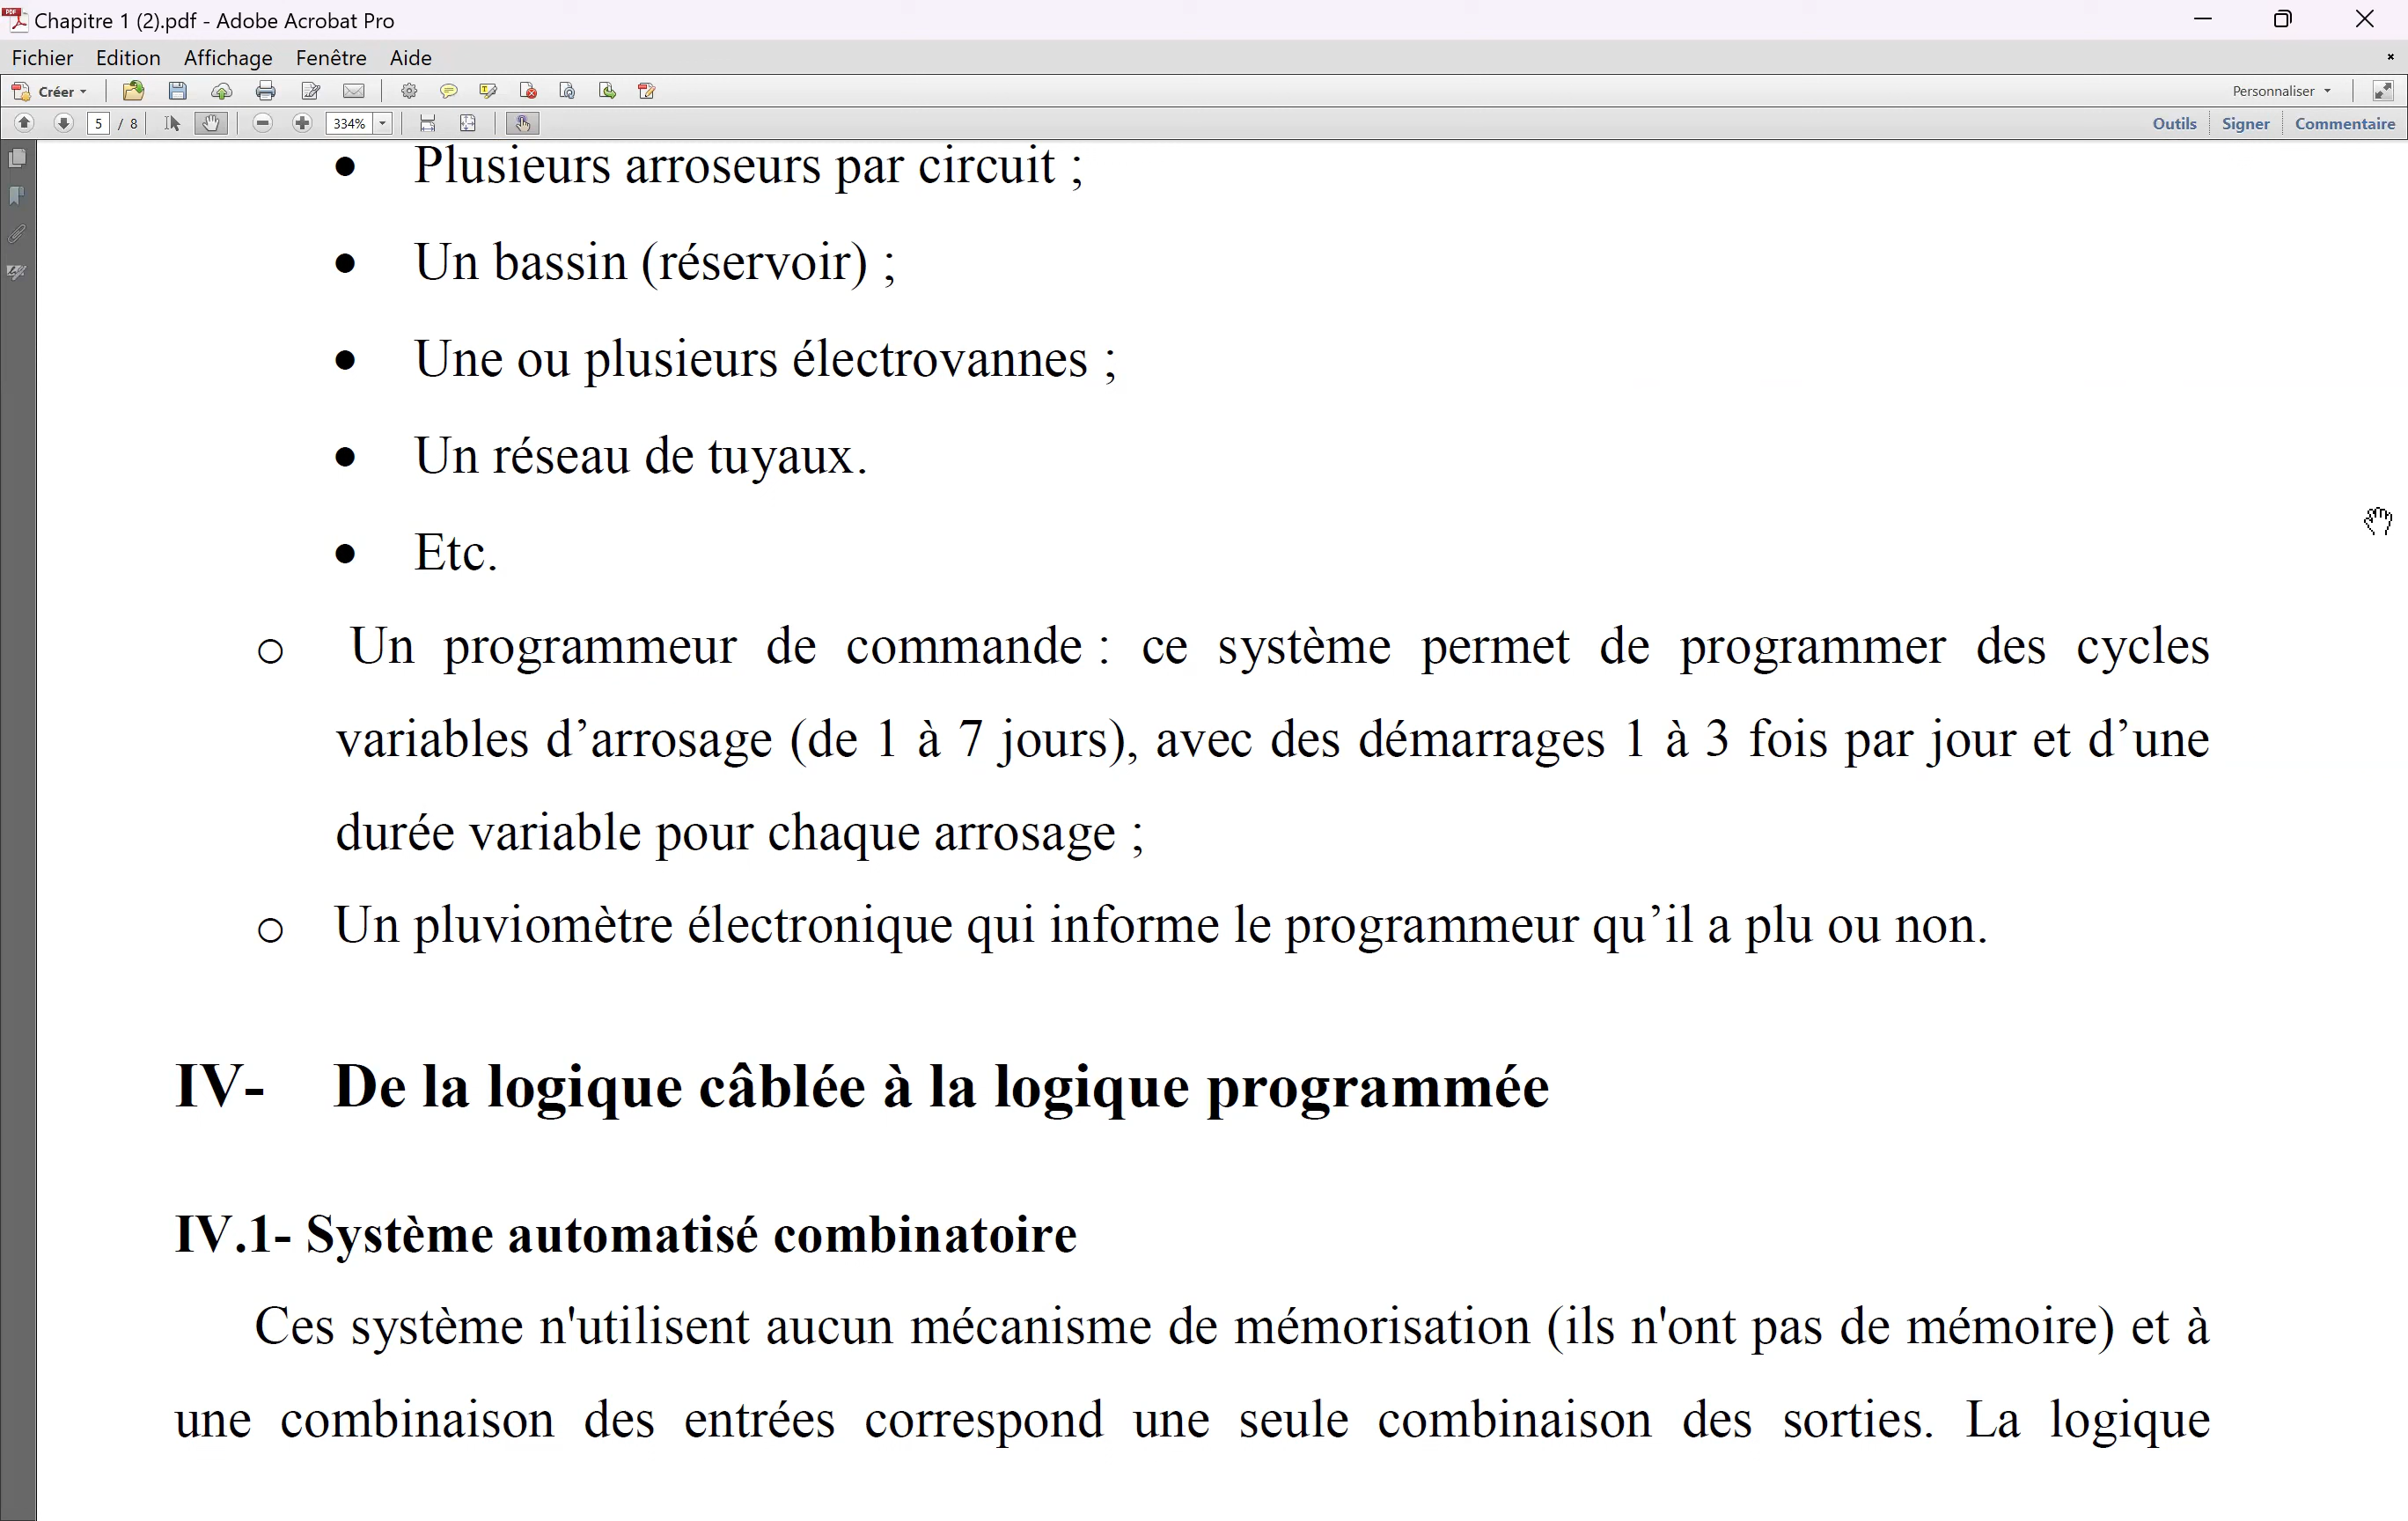 Chapitre 1 (2).pdf - Adobe Acrobat Pro
Fichier Edition Affichage Fenêtre Aide
Créer Personnaliser
5 / 8 334% Outils Signer Commentaire
• Plusieurs arroseurs par circuit ;
• Un bassin (réservoir) ;
• Une ou plusieurs électrovannes ;
• Un réseau de tuyaux.
• Etc.
o Un programmeur de commande : ce système permet de programmer des cycles
variables d’arrosage (de 1 à 7 jours), avec des démarrages 1 à 3 fois par jour et d’une
durée variable pour chaque arrosage ;
o Un pluviomètre électronique qui informe le programmeur qu’il a plu ou non.
IV- De la logique câblée à la logique programmée
IV.1- Système automatisé combinatoire
Ces système n'utilisent aucun mécanisme de mémorisation (ils n'ont pas de mémoire) et à
une combinaison des entrées correspond une seule combinaison des sorties. La logique